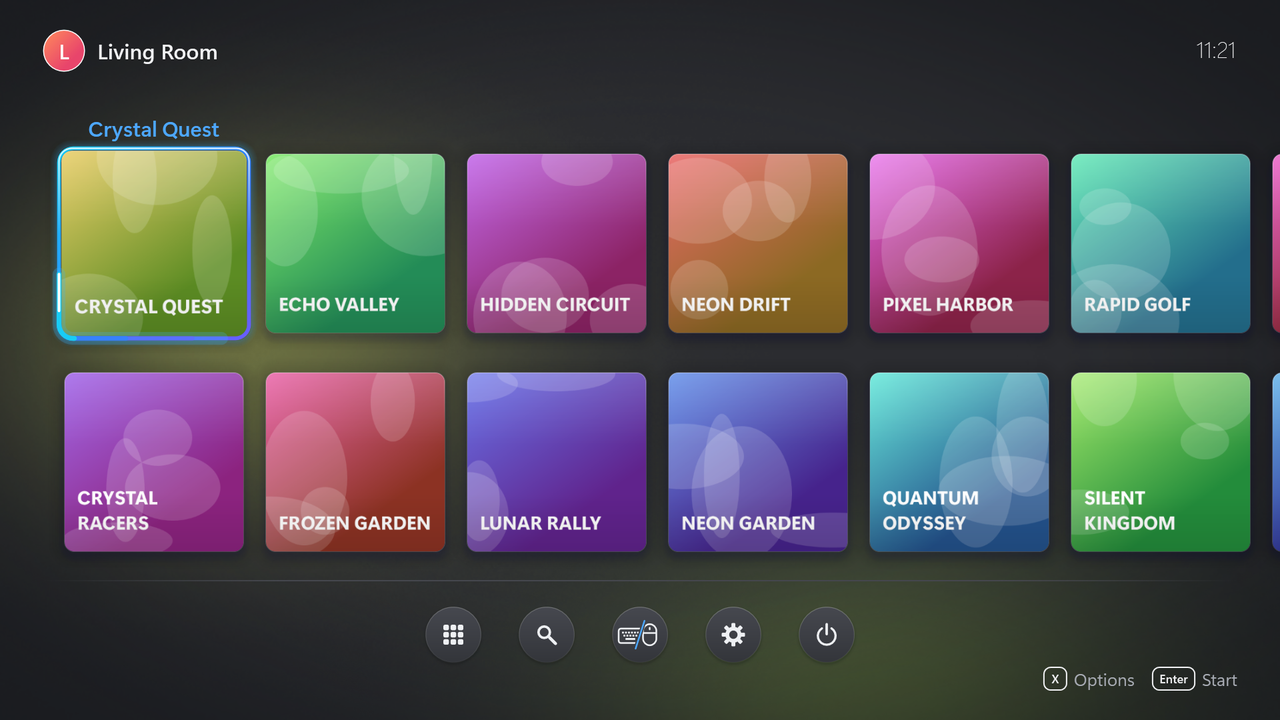 L Living Room
11:21
Crystal Quest
CRYSTAL QUEST
ECHO VALLEY
HIDDEN CIRCUIT
NEON DRIFT
PIXEL HARBOR
RAPID GOLF
CRYSTAL
RACERS
FROZEN GARDEN
LUNAR RALLY
NEON GARDEN
QUANTUM
ODYSSEY
SILENT
KINGDOM
X Options Enter Start